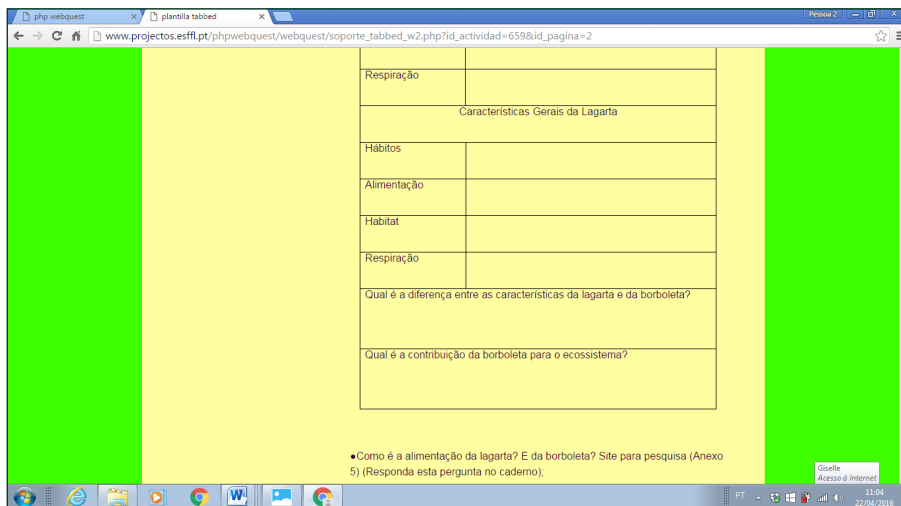 php webquest
plantilla tabbed
Pessoa 2
www.projectos.esffl.pt/phpwebquest/webquest/soporte_tabbed_w2.php?id_actividad=659&id_pagina=2
Respiração
Características Gerais da Lagarta
Hábitos
Alimentação
Habitat
Respiração
Qual é a diferença entre as características da lagarta e da borboleta?
Qual é a contribuição da borboleta para o ecossistema?
●Como é a alimentação da lagarta? E da borboleta? Site para pesquisa (Anexo
5) (Responda esta pergunta no caderno);
Giselle
Acesso à Internet
PT
11:04
22/04/2016